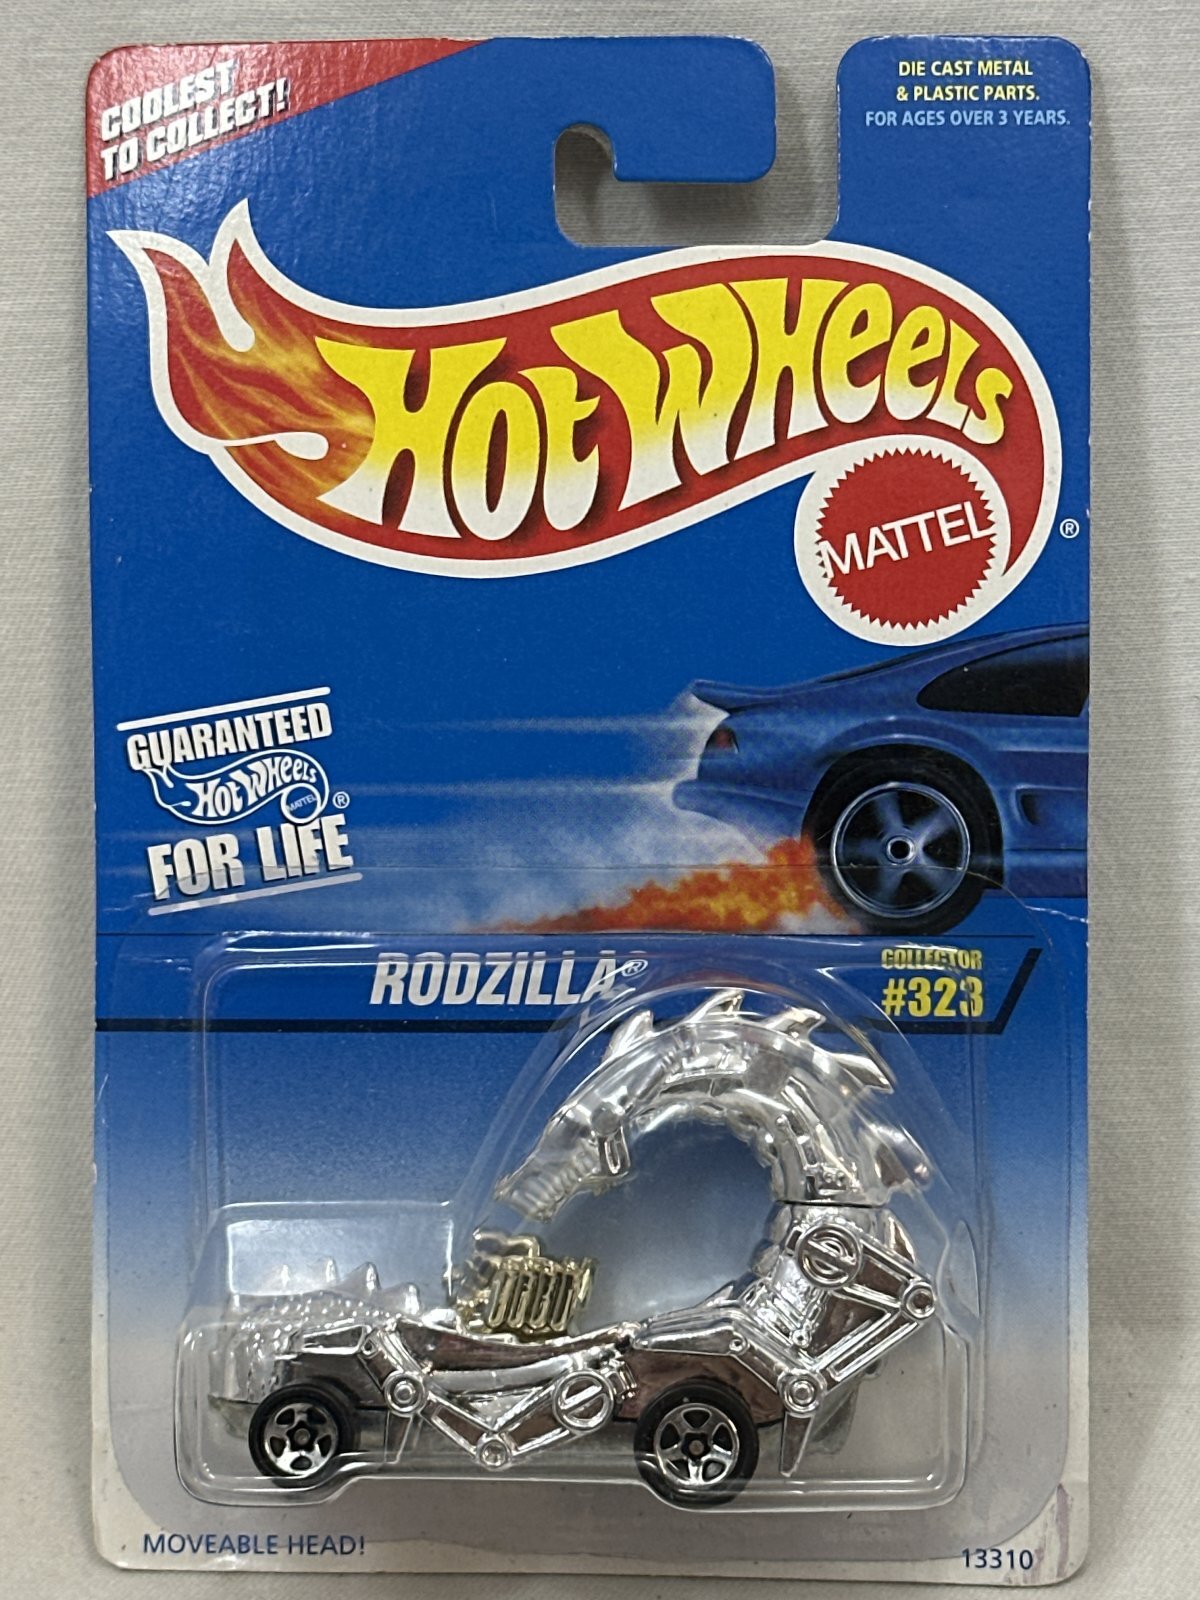 COOLEST
TO COLLECT!
DIE CAST METAL
& PLASTIC PARTS.
FOR AGES OVER 3 YEARS.
HOT WHEELS
MATTEL
®
GUARANTEED
HOT WHEELS
MATTEL ®
FOR LIFE
RODZILLA®
COLLECTOR
#323
MOVEABLE HEAD!
13310